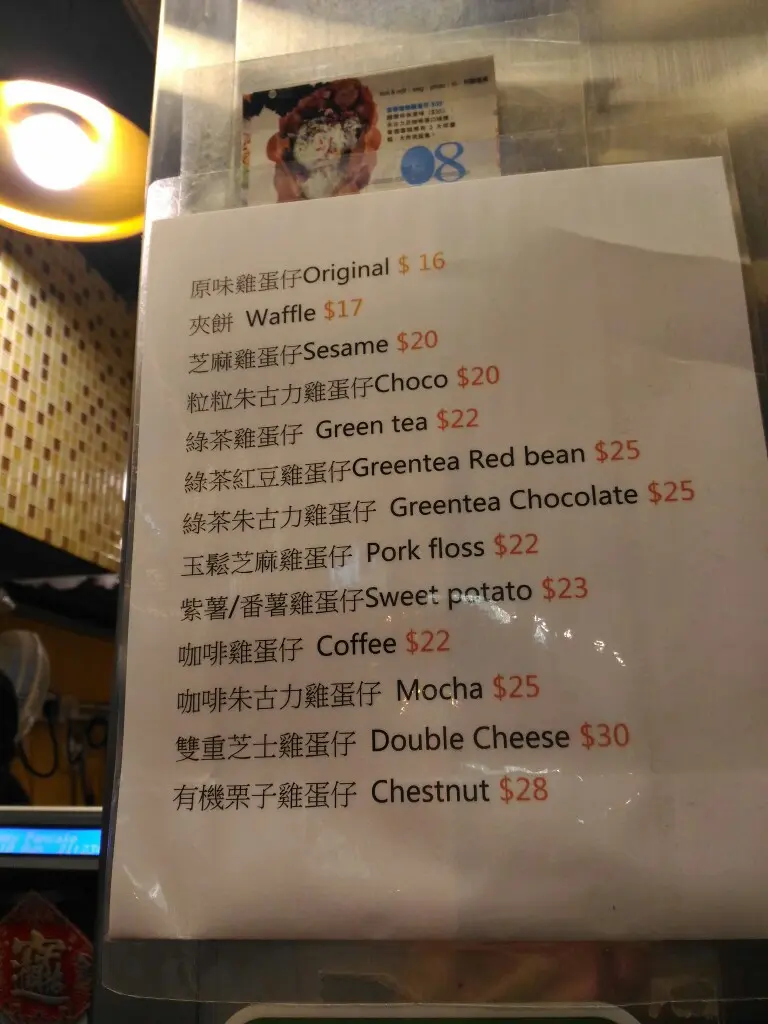 08
原味雞蛋仔Original $ 16
夾餅 Waffle $17
芝麻雞蛋仔Sesame $20
粒粒朱古力雞蛋仔Choco $20
綠茶雞蛋仔 Green tea $22
綠茶紅豆雞蛋仔Greentea Red bean $25
綠茶朱古力雞蛋仔 Greentea Chocolate $25
玉鬆芝麻雞蛋仔 Pork floss $22
紫薯/番薯雞蛋仔Sweet potato $23
咖啡雞蛋仔 Coffee $22
咖啡朱古力雞蛋仔 Mocha $25
雙重芝士雞蛋仔 Double Cheese $30
有機栗子雞蛋仔 Chestnut $28